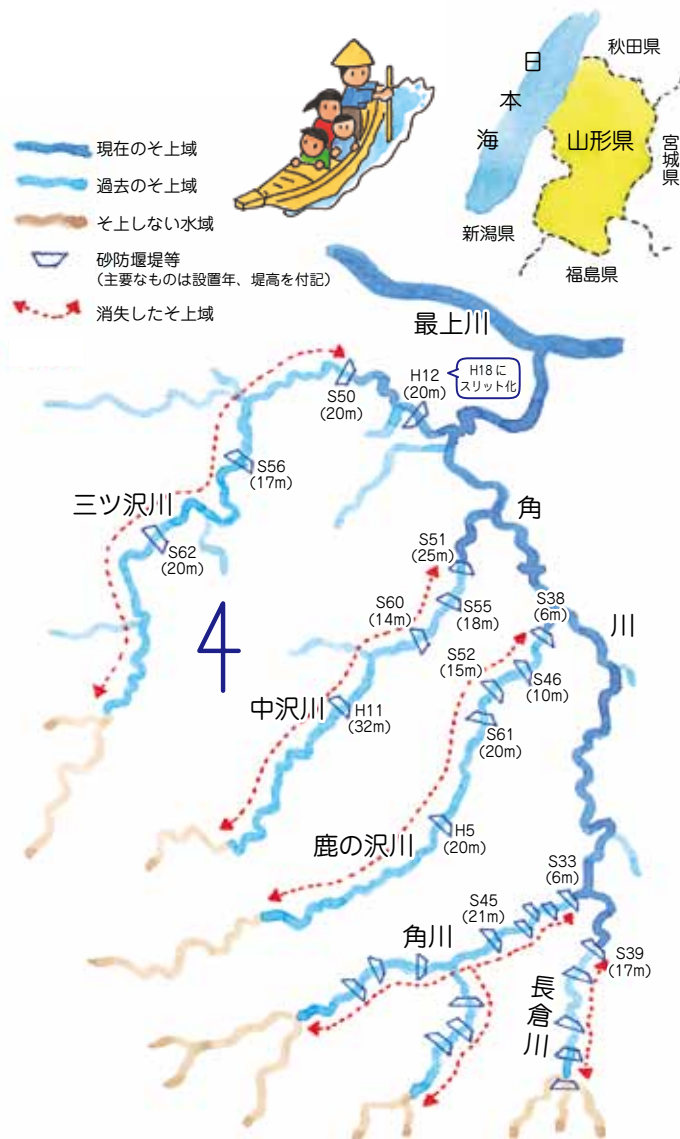 日本海
秋田県
山形県
宮城県
新潟県
福島県
現在のそ上域
過去のそ上域
そ上しない水域
砂防堰堤等
(主要なものは設置年、堤高を付記)
消失したそ上域
最上川
H12
(20m)
H18に
スリット化
S50
(20m)
S56
(17m)
三ツ沢川
S62
(20m)
角川
S51
(25m)
S60
(14m)
S55
(18m)
S38
(6m)
S52
(15m)
S46
(10m)
4
中沢川
H11
(32m)
S61
(20m)
鹿の沢川
H5
(20m)
S33
(6m)
S45
(21m)
角川
S39
(17m)
長倉川